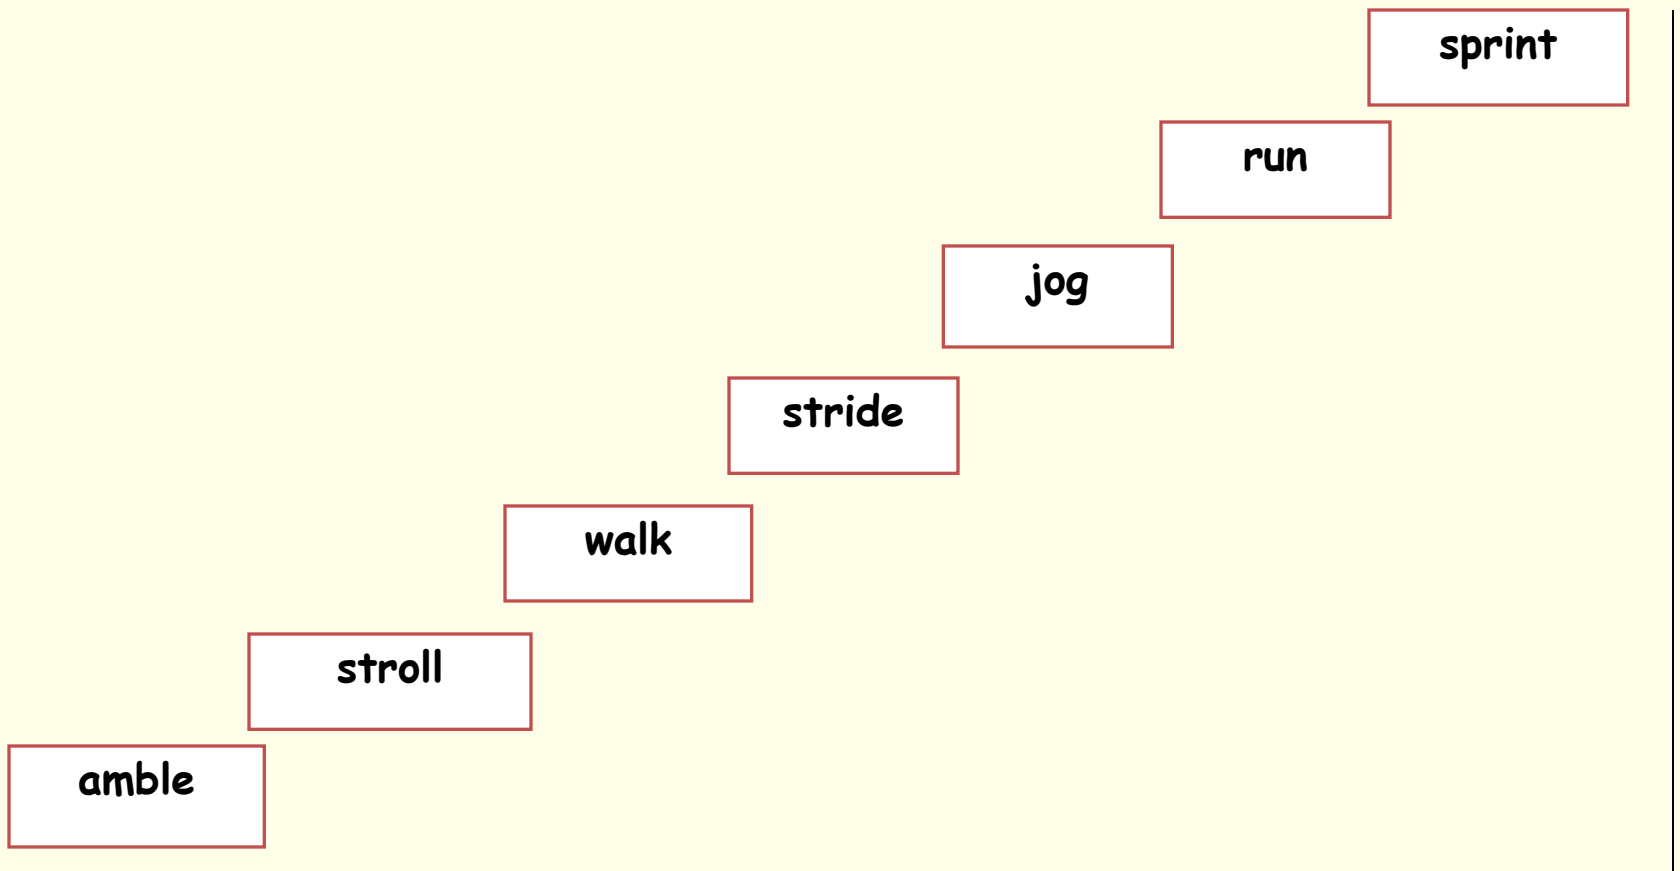 sprint
run
jog
stride
walk
stroll
amble